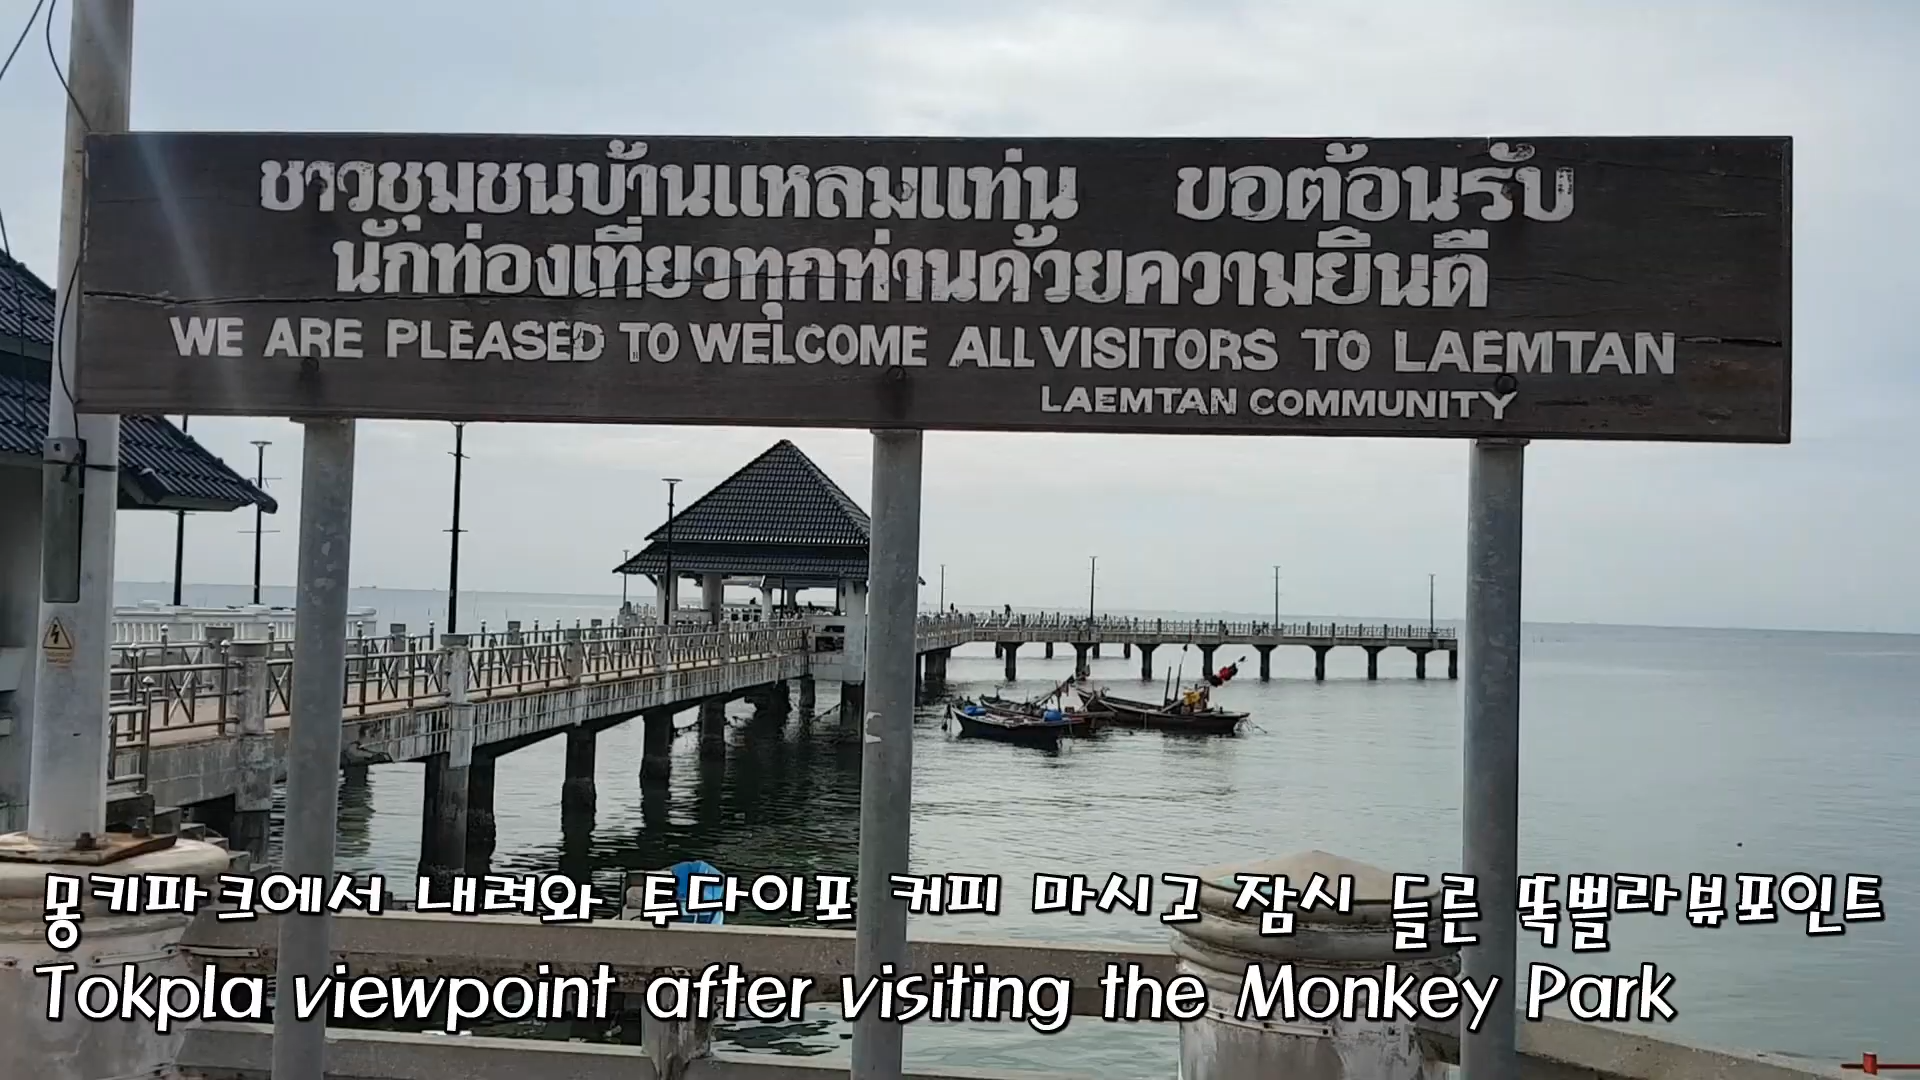 ชาวชุมชนบ้านแหลมแท่น ขอต้อนรับ
นักท่องเที่ยวทุกท่านด้วยความยินดี
WE ARE PLEASED TO WELCOME ALL VISITORS TO LAEMTAN
LAEMTAN COMMUNITY
몽키파크에서 내려와 투다이포 커피 마시고 잠시 들른 똑쁠라뷰포인트
Tokpla viewpoint after visiting the Monkey Park